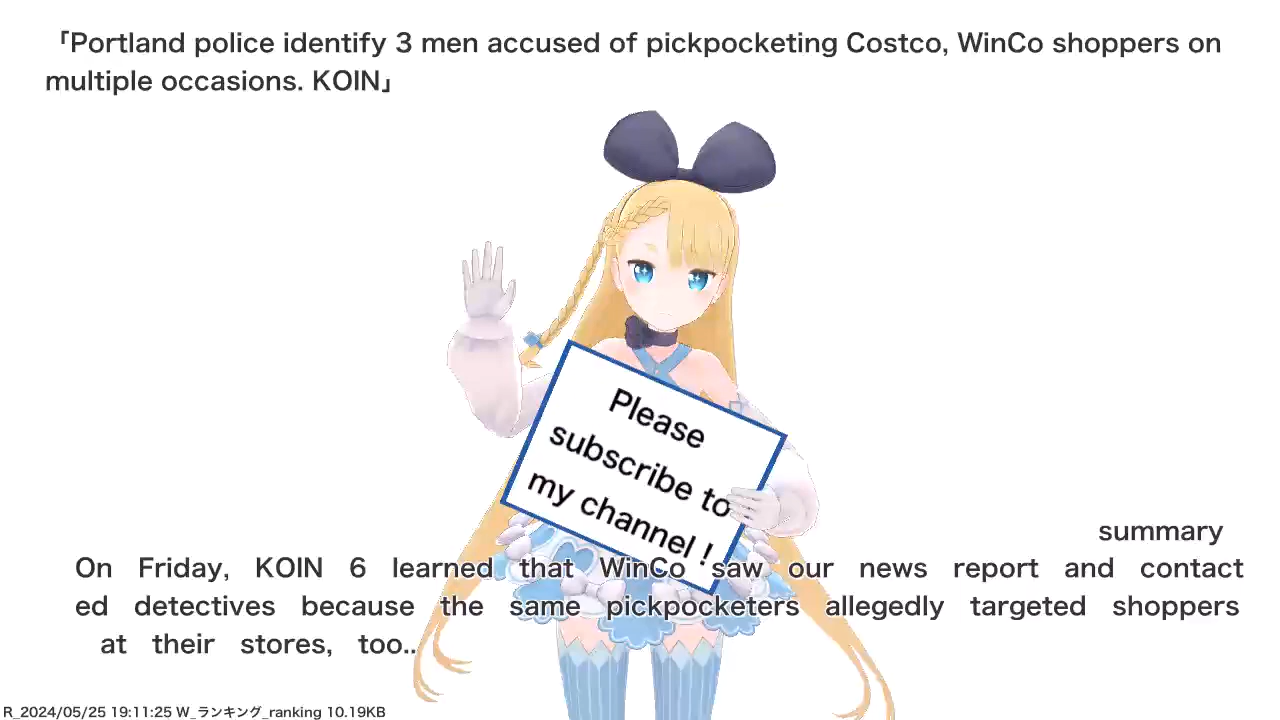 「Portland police identify 3 men accused of pickpocketing Costco, WinCo shoppers on
multiple occasions. KOIN」
Please
subscribe to
my channel !
summary
On Friday, KOIN 6 learned that WinCo saw our news report and contact
ed detectives because the same pickpocketers allegedly targeted shoppers
at their stores, too..
R_2024/05/25 19:11:25 W_ランキング_ranking 10.19KB